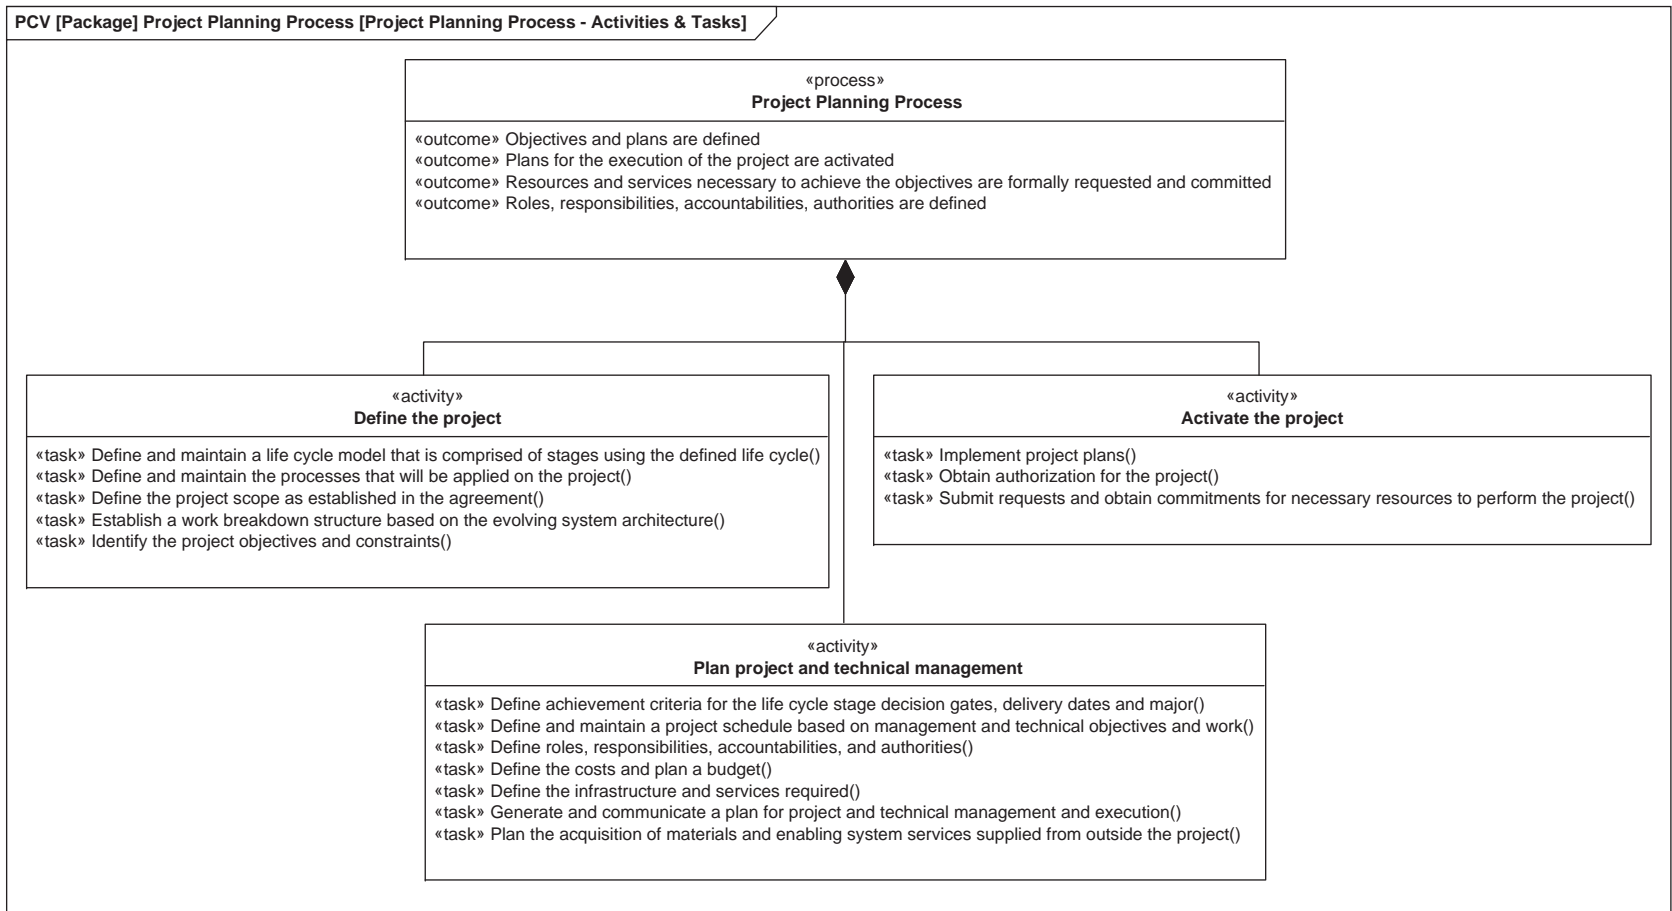 PCV [Package] Project Planning Process [Project Planning Process - Activities & Tasks]
«process»
Project Planning Process
«outcome» Objectives and plans are defined
«outcome» Plans for the execution of the project are activated
«outcome» Resources and services necessary to achieve the objectives are formally requested and committed
«outcome» Roles, responsibilities, accountabilities, authorities are defined
«activity»
Define the project
«task» Define and maintain a life cycle model that is comprised of stages using the defined life cycle()
«task» Define and maintain the processes that will be applied on the project()
«task» Define the project scope as established in the agreement()
«task» Establish a work breakdown structure based on the evolving system architecture()
«task» Identify the project objectives and constraints()
«activity»
Activate the project
«task» Implement project plans()
«task» Obtain authorization for the project()
«task» Submit requests and obtain commitments for necessary resources to perform the project()
«activity»
Plan project and technical management
«task» Define achievement criteria for the life cycle stage decision gates, delivery dates and major()
«task» Define and maintain a project schedule based on management and technical objectives and work()
«task» Define roles, responsibilities, accountabilities, and authorities()
«task» Define the costs and plan a budget()
«task» Define the infrastructure and services required()
«task» Generate and communicate a plan for project and technical management and execution()
«task» Plan the acquisition of materials and enabling system services supplied from outside the project()